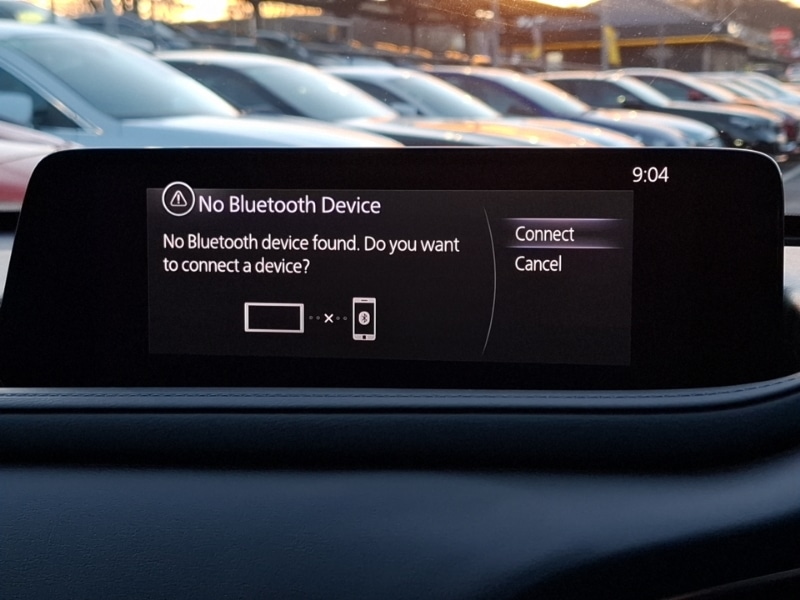 9:04
No Bluetooth Device
No Bluetooth device found. Do you want
to connect a device?
Connect
Cancel